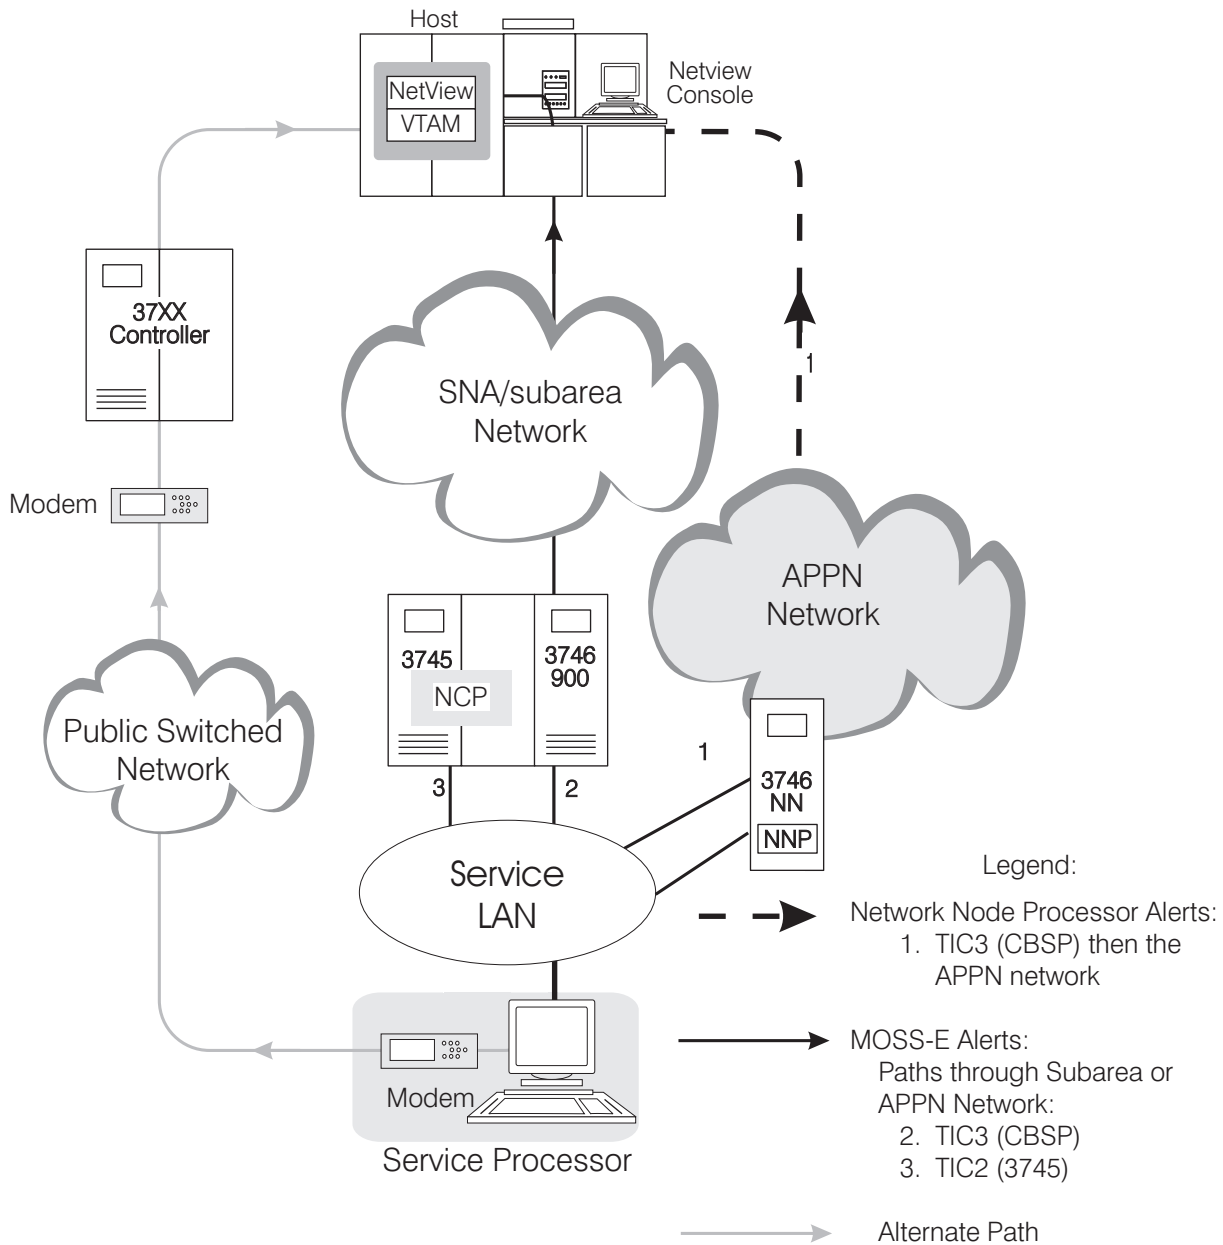 Host
NetView
VTAM
Netview
Console
37XX
Controller
1
SNA/subarea
Network
Modem
APPN
Network
3745
3746
900
NCP
Public Switched
Network
1
3746
NN
NNP
3
2
Service
LAN
Modem
Service Processor
Legend:
Network Node Processor Alerts:
1. TIC3 (CBSP) then the
APPN network
MOSS-E Alerts:
Paths through Subarea or
APPN Network:
2. TIC3 (CBSP)
3. TIC2 (3745)
Alternate Path